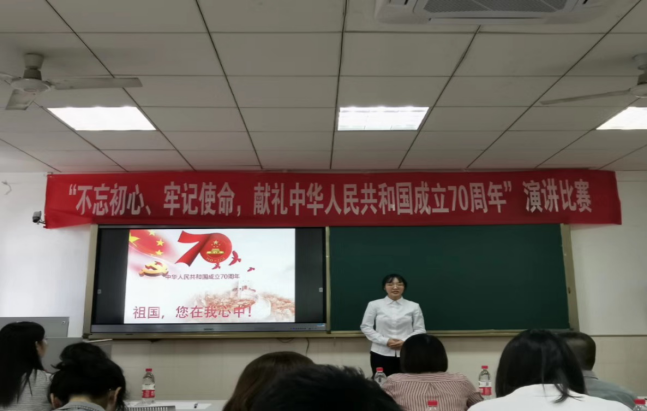 “不忘初心、牢记使命，献礼中华人民共和国成立70周年”演讲比赛
70
中华人民共和国成立70周年
祖国，您在我心中！